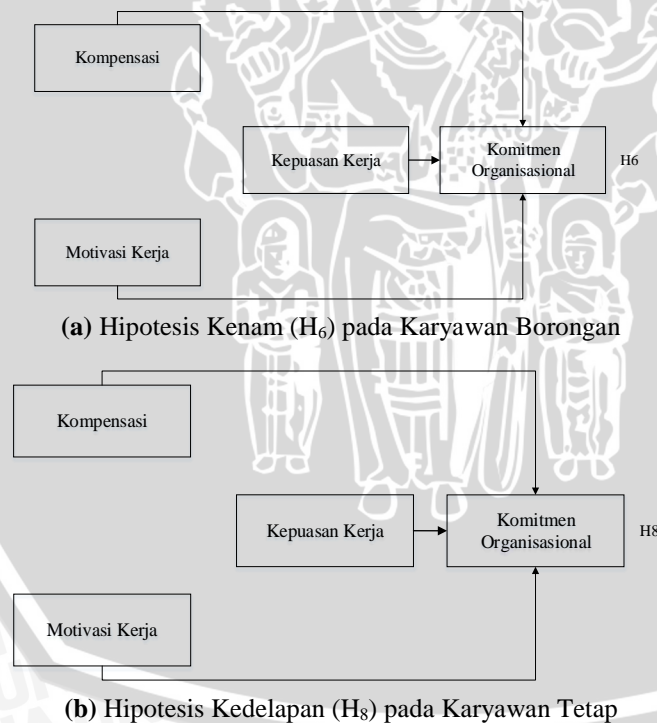 Kompensasi
Kepuasan Kerja
Komitmen
Organisasional
H6
Motivasi Kerja
(a) Hipotesis Kenam (H₆) pada Karyawan Borongan
Kompensasi
Kepuasan Kerja
Komitmen
Organisasional
H8
Motivasi Kerja
(b) Hipotesis Kedelapan (H₈) pada Karyawan Tetap